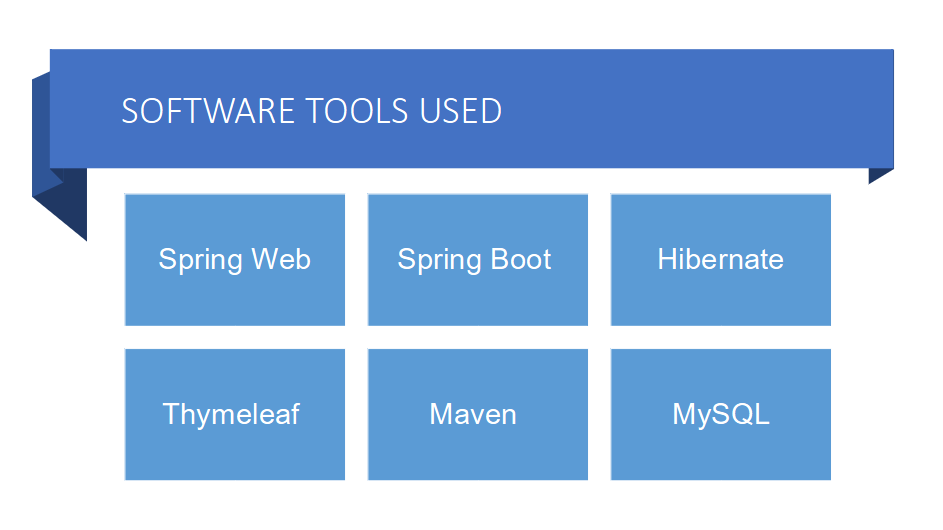 SOFTWARE TOOLS USED
Spring Web
Spring Boot
Hibernate
Thymeleaf
Maven
MySQL